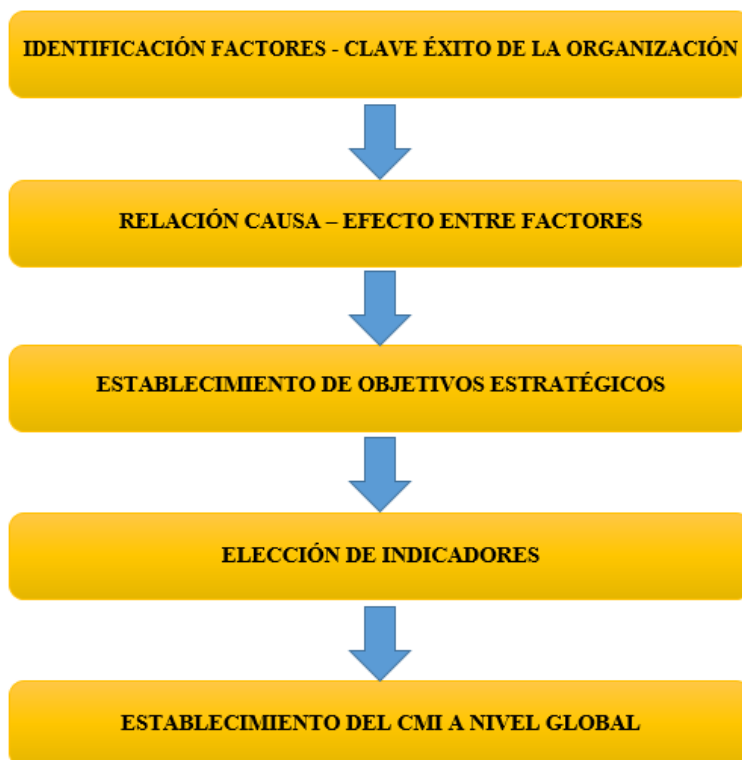 IDENTIFICACIÓN FACTORES - CLAVE ÉXITO DE LA ORGANIZACIÓN
RELACIÓN CAUSA – EFECTO ENTRE FACTORES
ESTABLECIMIENTO DE OBJETIVOS ESTRATÉGICOS
ELECCIÓN DE INDICADORES
ESTABLECIMIENTO DEL CMI A NIVEL GLOBAL